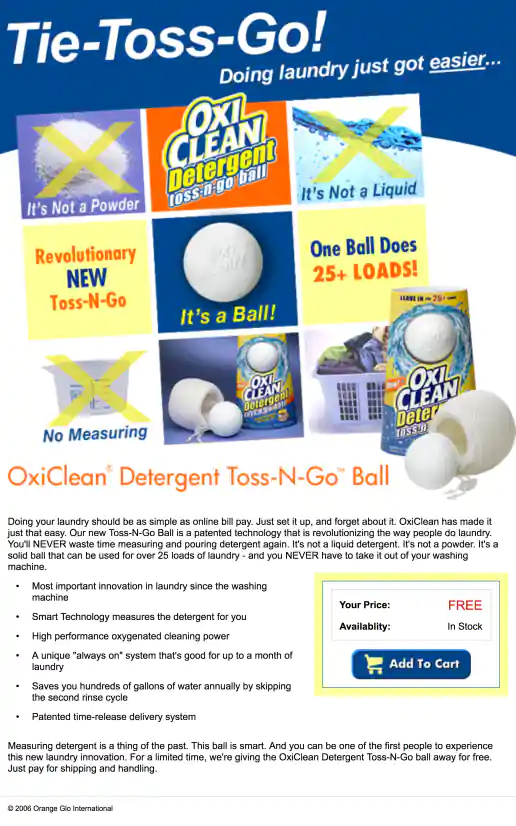 Tie-Toss-Go!
Doing laundry just got easier...
OXI
CLEAN
Detergent
toss-n-go ball
It's Not a Powder
It's Not a Liquid
Revolutionary
NEW
Toss-N-Go
It's a Ball!
One Ball Does
25+ LOADS!
No Measuring
OXI
CLEAN
Detergent
LEAVE IN FOR 25+
OXI
CLEAN
Deter
toss-n
OxiClean® Detergent Toss-N-Go™ Ball
Doing your laundry should be as simple as online bill pay. Just set it up, and forget about it. OxiClean has made it
just that easy. Our new Toss-N-Go Ball is a patented technology that is revolutionizing the way people do laundry.
You'll NEVER waste time measuring and pouring detergent again. It's not a liquid detergent. It's not a powder. It's a
solid ball that can be used for over 25 loads of laundry - and you NEVER have to take it out of your washing
machine.
• Most important innovation in laundry since the washing
machine
• Smart Technology measures the detergent for you
• High performance oxygenated cleaning power
• A unique "always on" system that's good for up to a month of
laundry
• Saves you hundreds of gallons of water annually by skipping
the second rinse cycle
• Patented time-release delivery system
Your Price: FREE
Availablity: In Stock
Add To Cart
Measuring detergent is a thing of the past. This ball is smart. And you can be one of the first people to experience
this new laundry innovation. For a limited time, we're giving the OxiClean Detergent Toss-N-Go ball away for free.
Just pay for shipping and handling.
© 2006 Orange Glo International